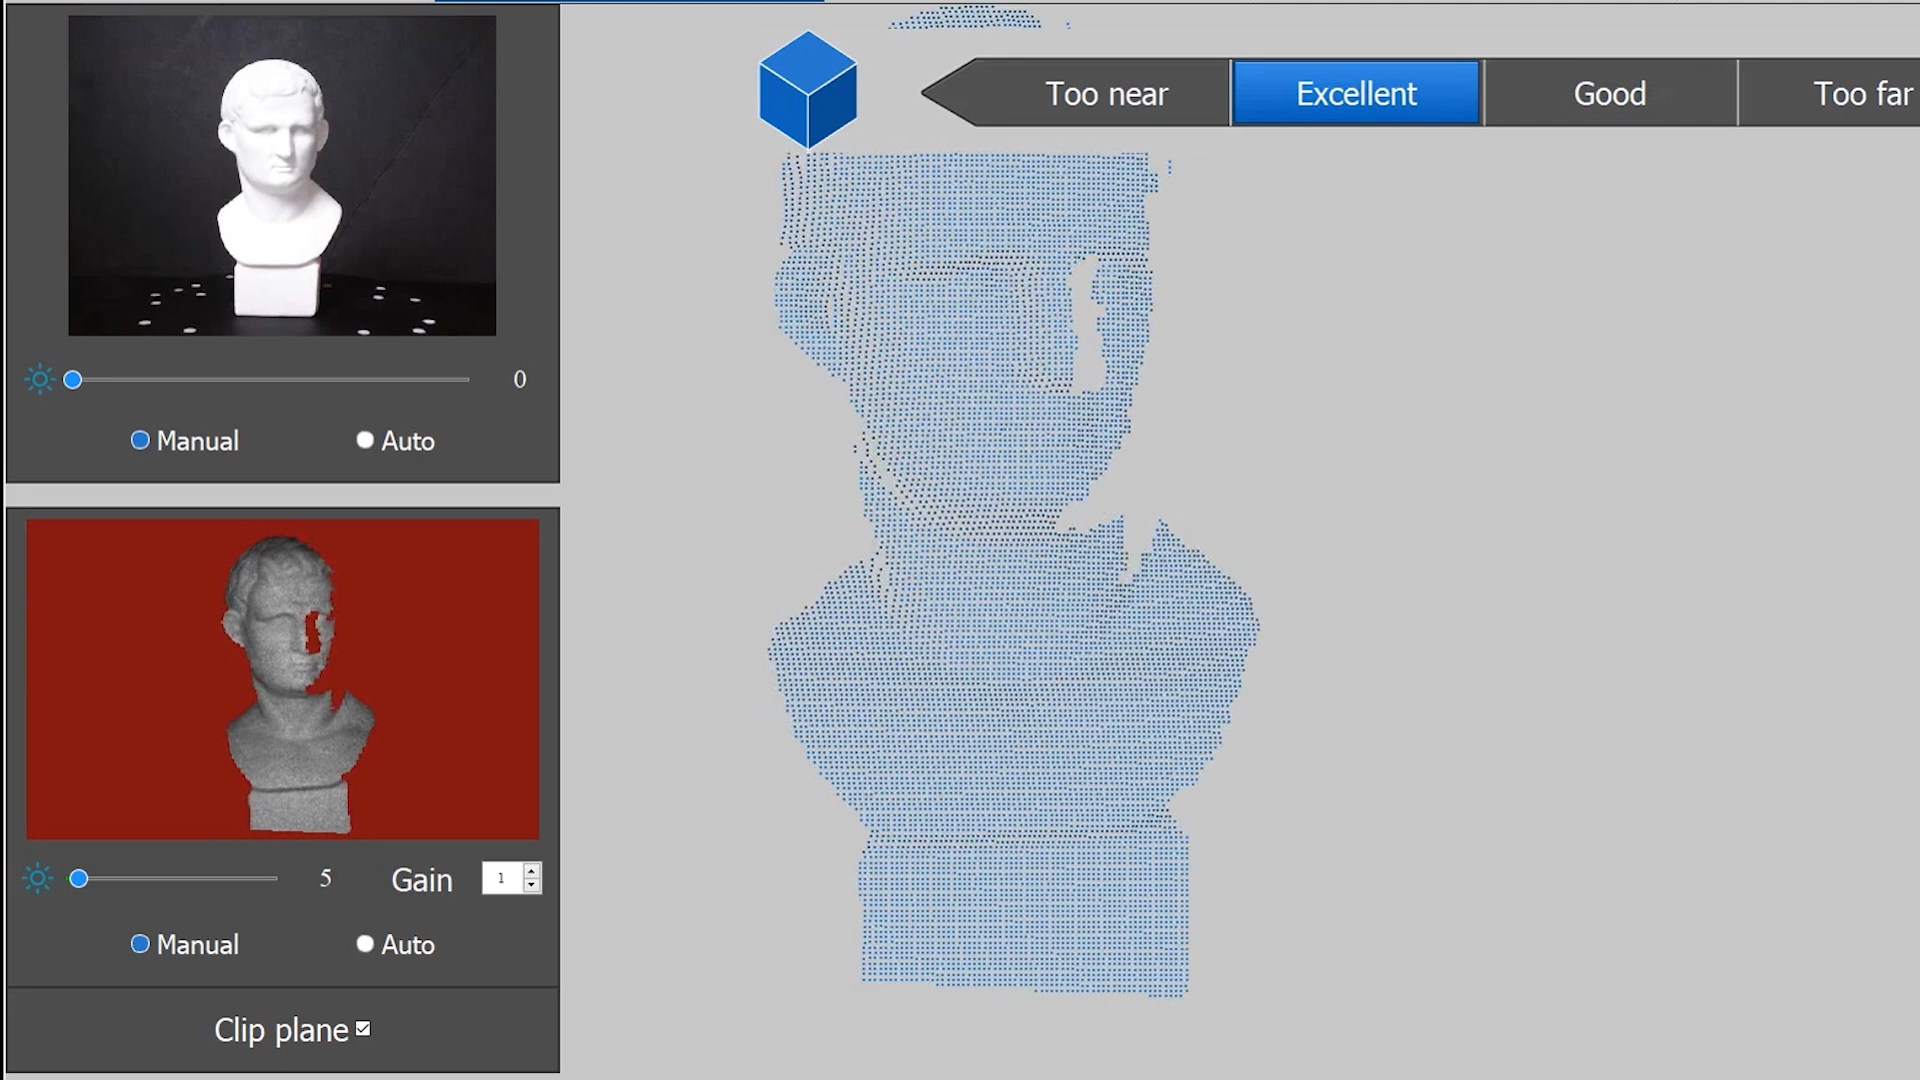 Too near
Excellent
Good
Too far
0
Manual
Auto
5
Gain
1
Manual
Auto
Clip plane